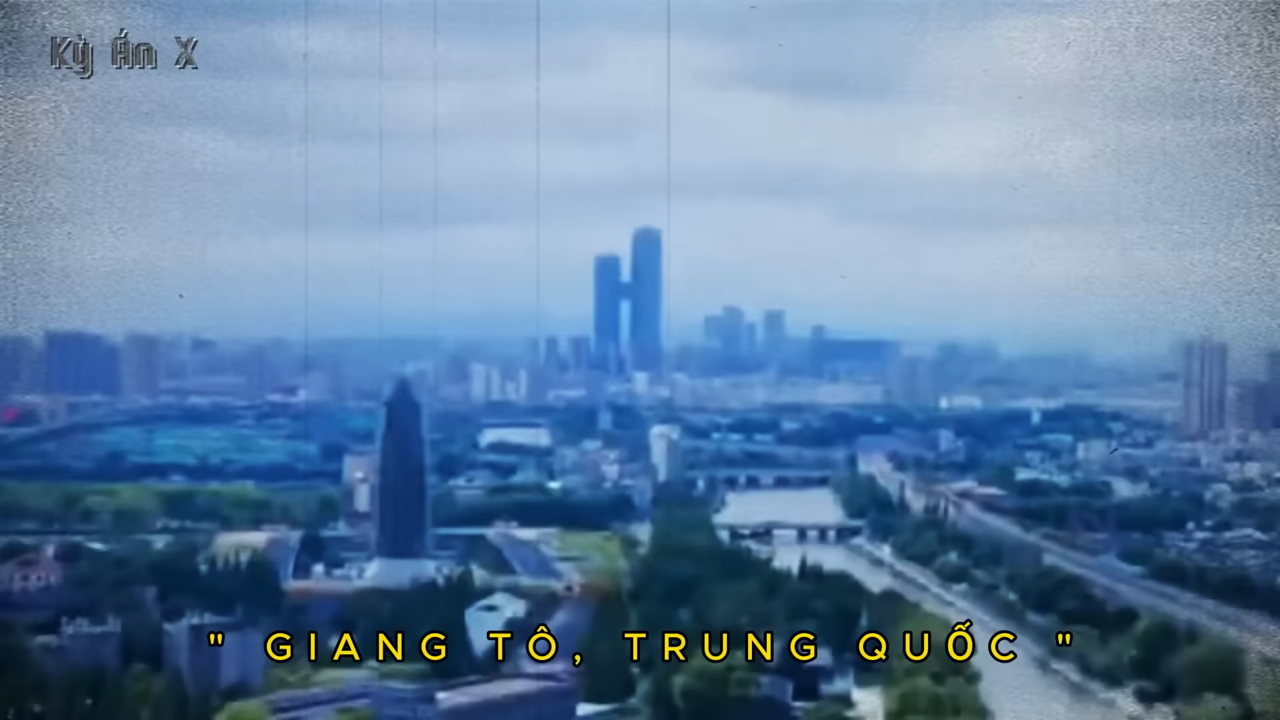 Kỳ Án X
" GIANG TÔ, TRUNG QUỐC "